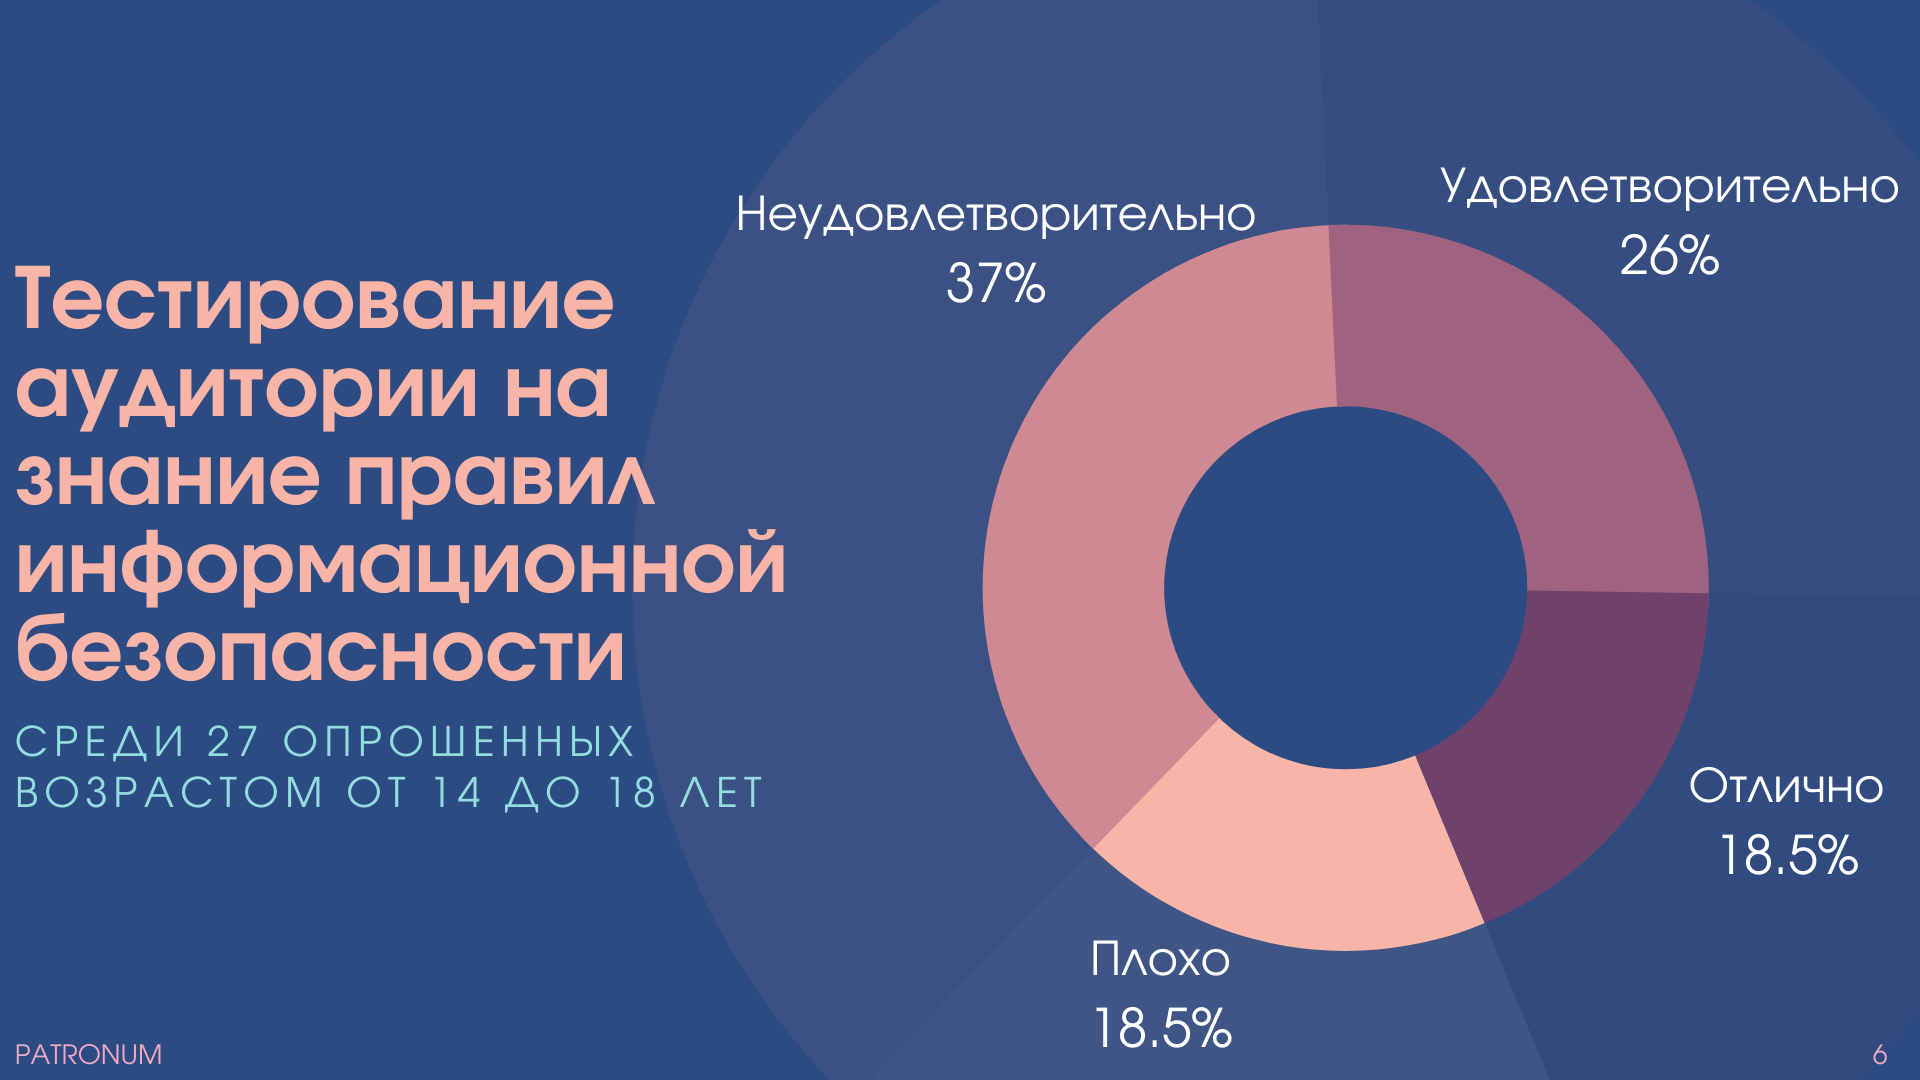 Тестирование
аудитории на
знание правил
информационной
безопасности
СРЕДИ 27 ОПРОШЕННЫХ
ВОЗРАСТОМ ОТ 14 ДО 18 ЛЕТ
Неудовлетворительно
37%
Удовлетворительно
26%
Отлично
18.5%
Плохо
18.5%
PATRONUM
6